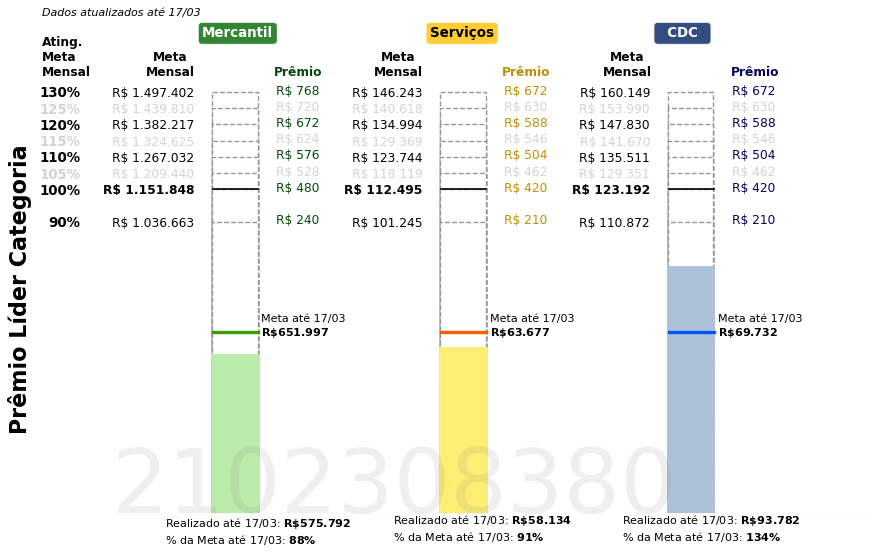 Dados atualizados até 17/03
Mercantil Serviços CDC
Ating. Meta Mensal Meta Mensal Prêmio Meta Mensal Prêmio Meta Mensal Prêmio
130% R$ 1.497.402 R$ 768 R$ 146.243 R$ 672 R$ 160.149 R$ 672
125% R$ 1.439.810 R$ 720 R$ 140.618 R$ 630 R$ 153.990 R$ 630
120% R$ 1.382.217 R$ 672 R$ 134.994 R$ 588 R$ 147.830 R$ 588
115% R$ 1.324.625 R$ 624 R$ 129.369 R$ 546 R$ 141.670 R$ 546
110% R$ 1.267.032 R$ 576 R$ 123.744 R$ 504 R$ 135.511 R$ 504
105% R$ 1.209.440 R$ 528 R$ 118.119 R$ 462 R$ 129.351 R$ 462
100% R$ 1.151.848 R$ 480 R$ 112.495 R$ 420 R$ 123.192 R$ 420
90% R$ 1.036.663 R$ 240 R$ 101.245 R$ 210 R$ 110.872 R$ 210
Prêmio Líder Categoria
Meta até 17/03 Meta até 17/03 Meta até 17/03
R$651.997 R$63.677 R$69.732
2102308380
Realizado até 17/03: R$575.792 Realizado até 17/03: R$58.134 Realizado até 17/03: R$93.782
% da Meta até 17/03: 88% % da Meta até 17/03: 91% % da Meta até 17/03: 134%